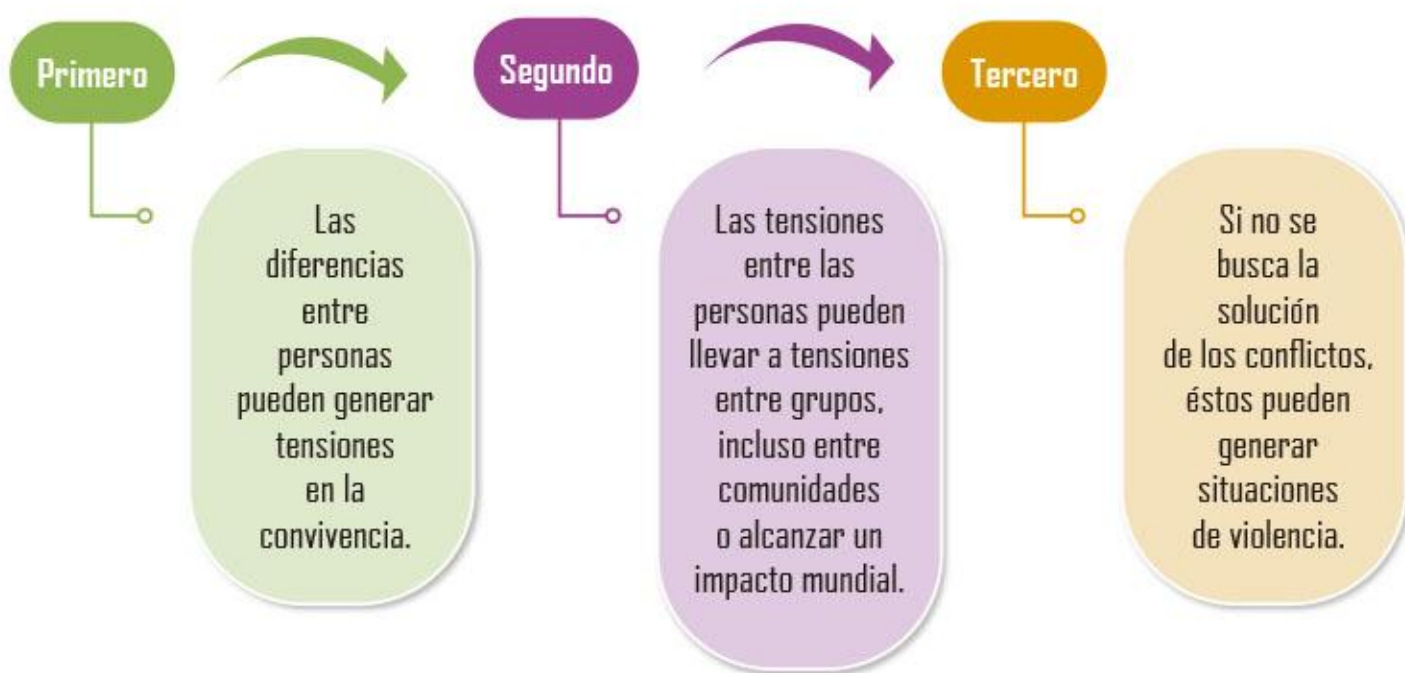 Primero
Las
diferencias
entre
personas
pueden generar
tensiones
en la
convivencia.
Segundo
Las tensiones
entre las
personas pueden
llevar a tensiones
entre grupos,
incluso entre
comunidades
o alcanzar un
impacto mundial.
Tercero
Si no se
busca la
solución
de los conflictos,
éstos pueden
generar
situaciones
de violencia.